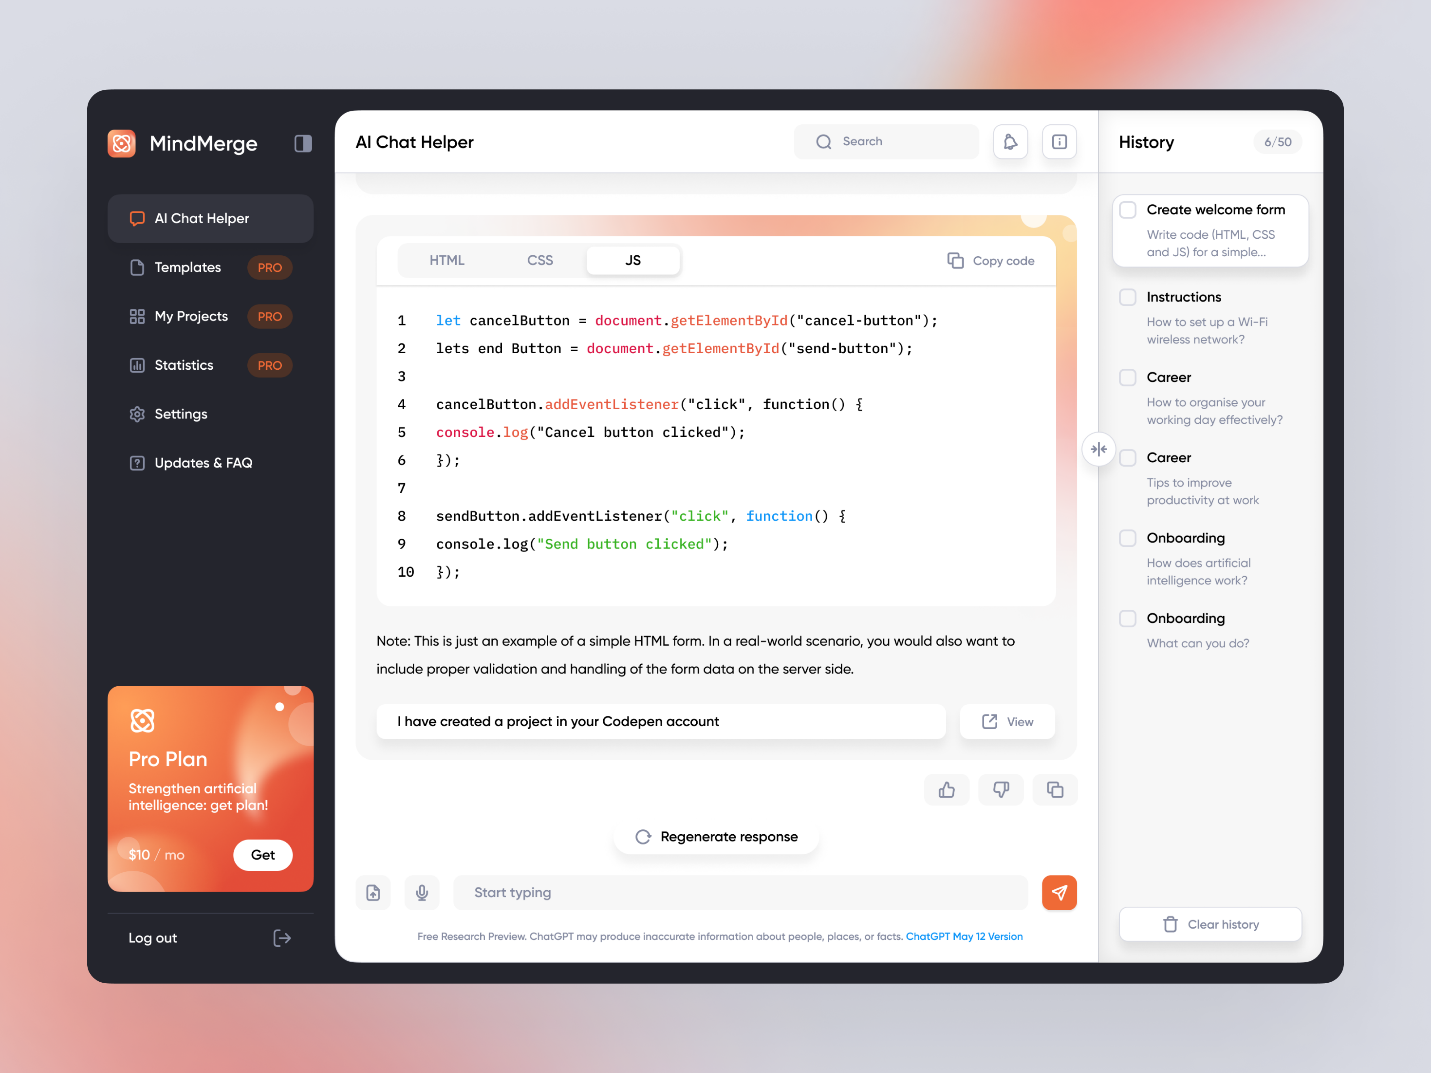 MindMerge
AI Chat Helper
Templates PRO
My Projects PRO
Statistics PRO
Settings
Updates & FAQ
Pro Plan
Strengthen artificial
intelligence: get plan!
$10 / mo
Get
Log out
AI Chat Helper
Search
HTML CSS JS
Copy code
1 let cancelButton = document.getElementById("cancel-button");
2 lets end Button = document.getElementById("send-button");
3
4 cancelButton.addEventListener("click", function() {
5 console.log("Cancel button clicked");
6 });
7
8 sendButton.addEventListener("click", function() {
9 console.log("Send button clicked");
10 });
Note: This is just an example of a simple HTML form. In a real-world scenario, you would also want to
include proper validation and handling of the form data on the server side.
I have created a project in your Codepen account
View
Regenerate response
Start typing
Free Research Preview. ChatGPT may produce inaccurate information about people, places, or facts. ChatGPT May 12 Version
History
6/50
Create welcome form
Write code (HTML, CSS
and JS) for a simple...
Instructions
How to set up a Wi-Fi
wireless network?
Career
How to organise your
working day effectively?
Career
Tips to improve
productivity at work
Onboarding
How does artificial
intelligence work?
Onboarding
What can you do?
Clear history